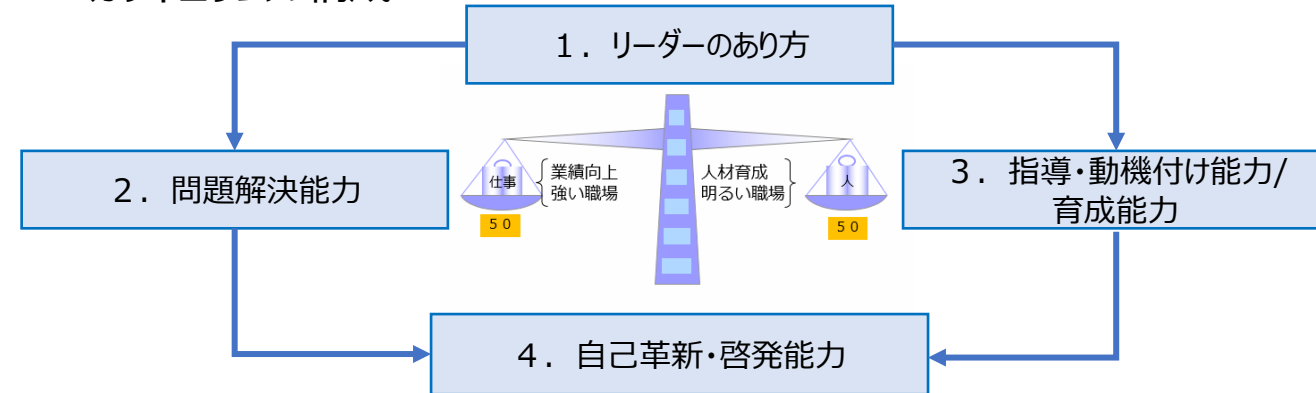 １．リーダーのあり方
２．問題解決能力
仕事
業績向上
強い職場
５０
人材育成
明るい職場
人
５０
３．指導・動機付け能力/
育成能力
４．自己革新・啓発能力